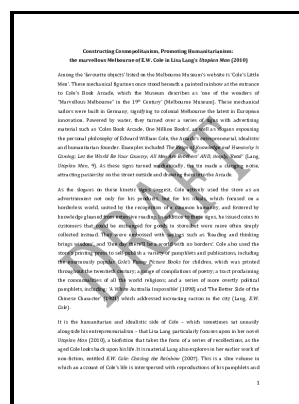 Constructing Cosmopolitanism, Promoting Humanitarianism:
the marvellous Melbourne of E.W. Cole in Lisa Lang's Utopian Man (2010)
Among the 'favourite objects' listed on the Melbourne Museum's website is 'Cole's Little
Men'. These mechanical figures once stood beneath a painted rainbow at the entrance
to Cole's Book Arcade, which the Museum describes as 'one of the wonders of
"Marvellous Melbourne" in the 19th Century' (Melbourne Museum). These mechanical
sailors were built in Germany, signifying to colonial Melbourne the latest in European
innovation. Powered by water, they turned over a series of signs with advertising
material such as 'Coles Book Arcade. One Million Books', as well as slogans espousing
the personal philosophy of Edward William Cole, the Arcade's entrepreneurial, idealistic
and humanitarian founder. Examples included 'The Reign of Knowledge and Humanity Is
Coming; Let the World Be Your Country, All Men Are Brothers' AND, simply, 'Read' (Lang,
Utopian Man, 9). As these signs turned mechanically, the tin made a clanging noise,
attracting passersby on the street outside and drawing them into the Arcade.
As the slogans on these kinetic signs suggest, Cole actively used the store as an
advertisement not only for his product, but for his ideals, which focused on a
borderless world, united by the recognition of a common humanity, and fostered by
knowledge gleaned from extensive reading. In addition to these signs, he issued coins to
customers that could be exchanged for goods in store but were more often simply
collected instead. They were embossed with sayings such as 'Reading and thinking
brings wisdom', and 'One day there'll be a world with no borders'. Cole also used the
store's printing press to self-publish a variety of pamphlets and publications, including
the enormously popular Cole's Funny Picture Books for children, which was printed
throughout the twentieth century; a range of compilations of poetry; a tract proclaiming
the communalities of all the world religions; and a series of more overtly political
pamphlets, including 'A White Australia Impossible' (1898) and 'The Better Side of the
Chinese Character' (1905) which addressed increasing racism in the city (Lang, E.W.
Cole).
It is the humanitarian and idealistic side of Cole – which sometimes sat uneasily
alongside his entrepreneurialism – that Lisa Lang particularly focuses upon in her novel
Utopian Man (2010), a biofiction that takes the form of a series of recollections, as the
aged Cole looks back upon his life. It is material Lang also explores in her earlier work of
non-fiction, entitled E.W. Cole: Chasing the Rainbow (2007). This is a slim volume in
which an account of Cole's life is interspersed with reproductions of his pamphlets and
1
DRAFT